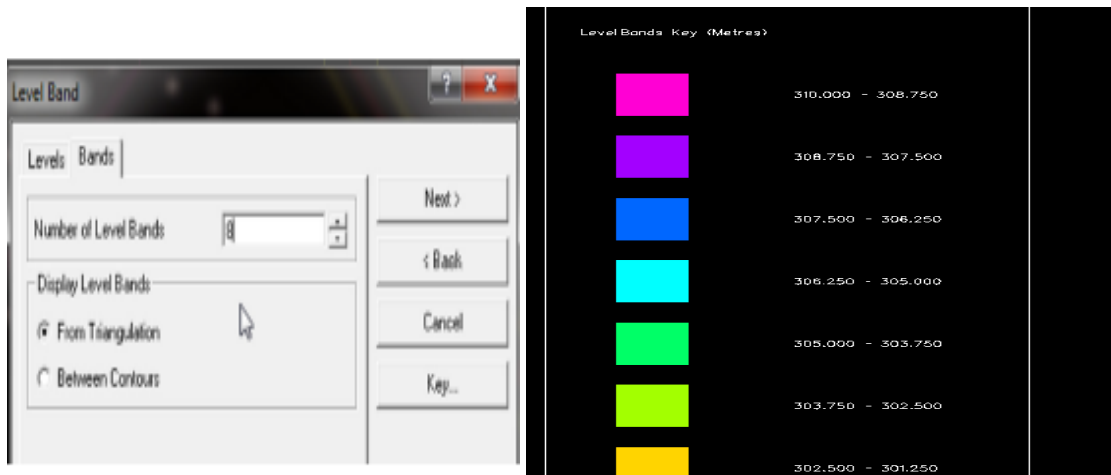 Level Band
? X
Levels Bands
Number of Level Bands 8
Display Level Bands
From Triangulation
Between Contours
Next >
< Back
Cancel
Key...
Level Bands Key (Metres)
310.000 - 308.750
308.750 - 307.500
307.500 - 306.250
306.250 - 305.000
305.000 - 303.750
303.750 - 302.500
302.500 - 301.250